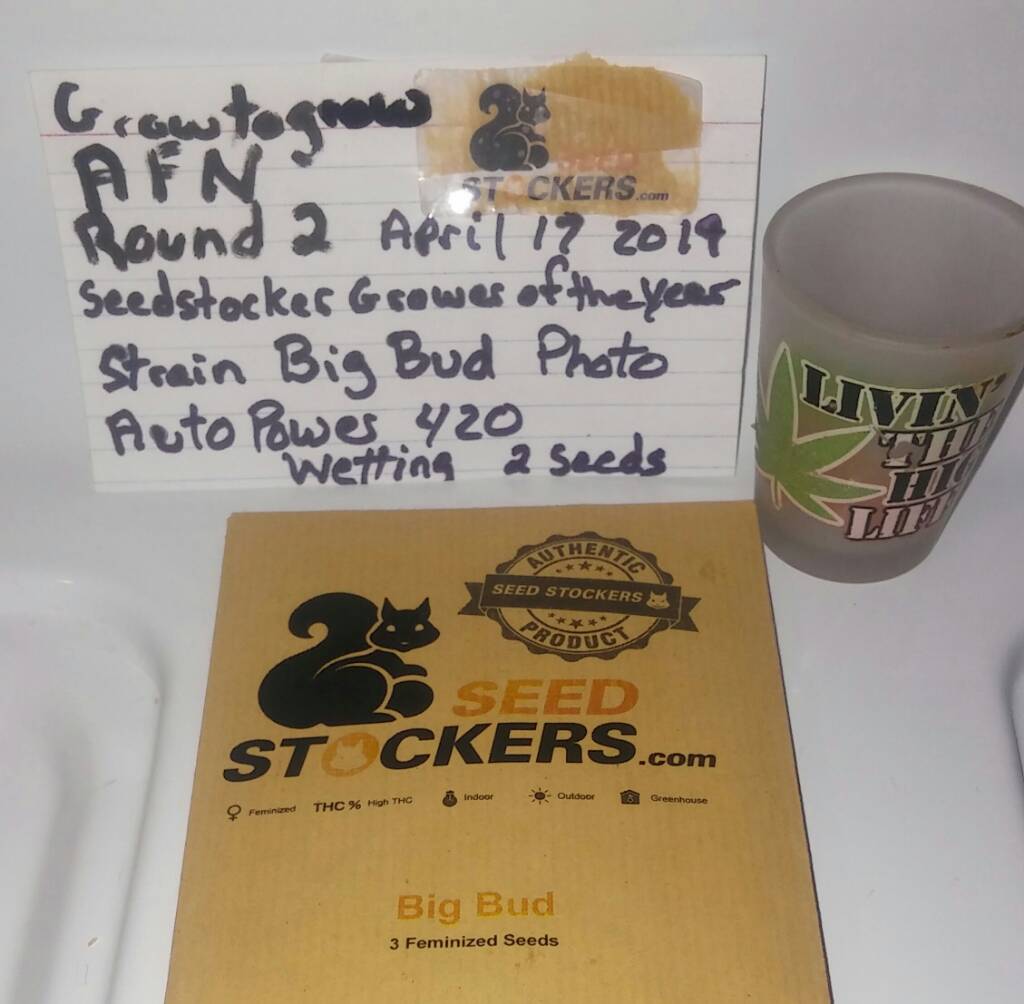 Growtogrow
AFN
SEED
STOCKERS.com
Round 2 April 17 2019
Seedstocker Grower of the Year
Strain Big Bud Photo
Auto Power 420
Wetting 2 Seeds
LIVIN'
THE
HIGH
LIFE
AUTHENTIC
SEED STOCKERS
PRODUCT
SEED
STOCKERS.com
Feminized THC % High THC Indoor Outdoor Greenhouse
Big Bud
3 Feminized Seeds